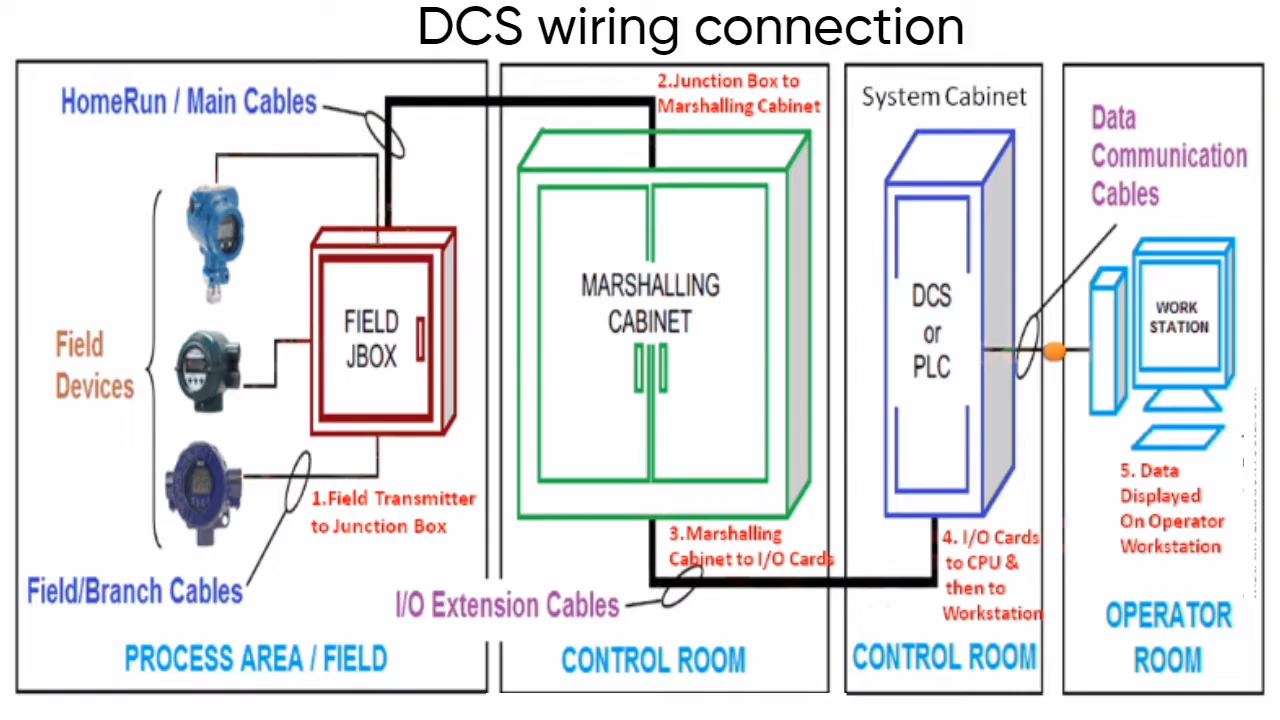 DCS wiring connection
HomeRun / Main Cables
Field
Devices
FIELD
JBOX
1.Field Transmitter
to Junction Box
Field/Branch Cables
PROCESS AREA / FIELD
2.Junction Box to
Marshalling Cabinet
MARSHALLING
CABINET
3.Marshalling
Cabinet to I/O Cards
I/O Extension Cables
CONTROL ROOM
System Cabinet
DCS
or
PLC
4. I/O Cards
to CPU &
then to
Workstation
CONTROL ROOM
Data
Communication
Cables
WORK
STATION
5. Data
Displayed
On Operator
Workstation
OPERATOR
ROOM